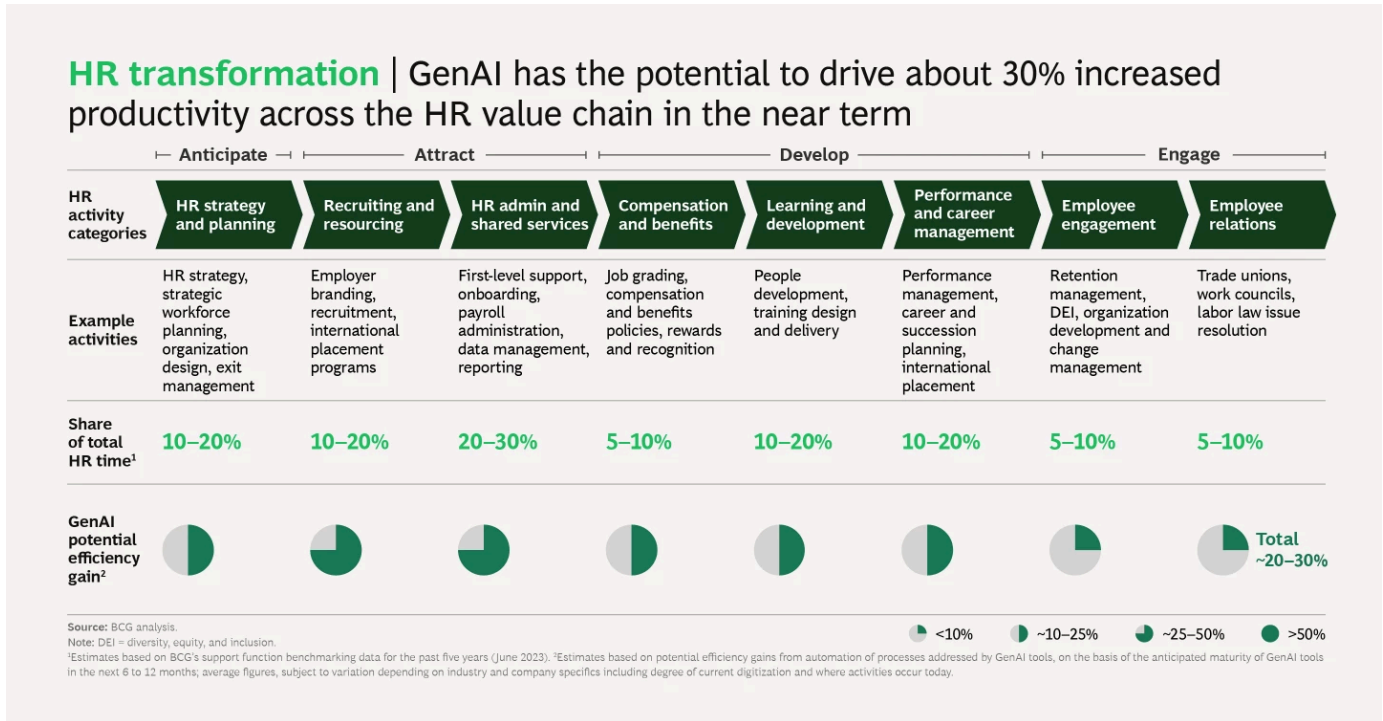 HR transformation | GenAI has the potential to drive about 30% increased
productivity across the HR value chain in the near term
Anticipate
Attract
Develop
Engage
HR
activity
categories
HR strategy
and planning
Recruiting and
resourcing
HR admin and
shared services
Compensation
and benefits
Learning and
development
Performance
and career
management
Employee
engagement
Employee
relations
Example
activities
HR strategy,
strategic
workforce
planning,
organization
design, exit
management
Employer
branding,
recruitment,
international
placement
programs
First-level support,
onboarding,
payroll
administration,
data management,
reporting
Job grading,
compensation
and benefits
policies, rewards
and recognition
People
development,
training design
and delivery
Performance
management,
career and
succession
planning,
international
placement
Retention
management,
DEI, organization
development and
change
management
Trade unions,
work councils,
labor law issue
resolution
Share
of total
HR time¹
10–20%
10–20%
20–30%
5–10%
10–20%
10–20%
5–10%
5–10%
GenAI
potential
efficiency
gain²
Total
~20–30%
Source: BCG analysis.
Note: DEI = diversity, equity, and inclusion.
¹Estimates based on BCG's support function benchmarking data for the past five years (June 2023). ²Estimates based on potential efficiency gains from automation of processes addressed by GenAI tools, on the basis of the anticipated maturity of GenAI tools
in the next 6 to 12 months; average figures, subject to variation depending on industry and company specifics including degree of current digitization and where activities occur today.
<10%
~10–25%
~25–50%
>50%